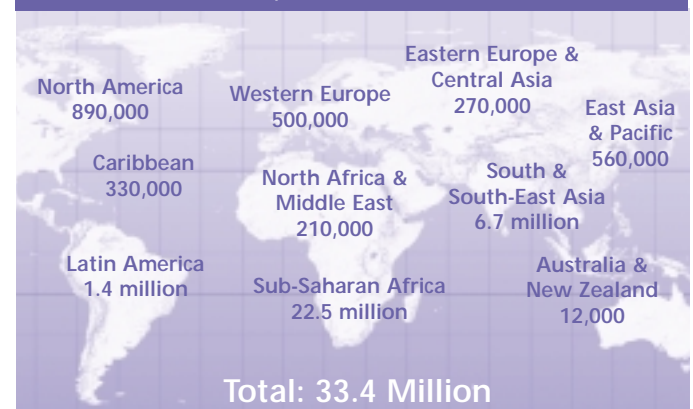 North America
890,000
Western Europe
500,000
Eastern Europe &
Central Asia
270,000
East Asia
& Pacific
560,000
Caribbean
330,000
North Africa &
Middle East
210,000
South &
South-East Asia
6.7 million
Latin America
1.4 million
Sub-Saharan Africa
22.5 million
Australia &
New Zealand
12,000
Total: 33.4 Million